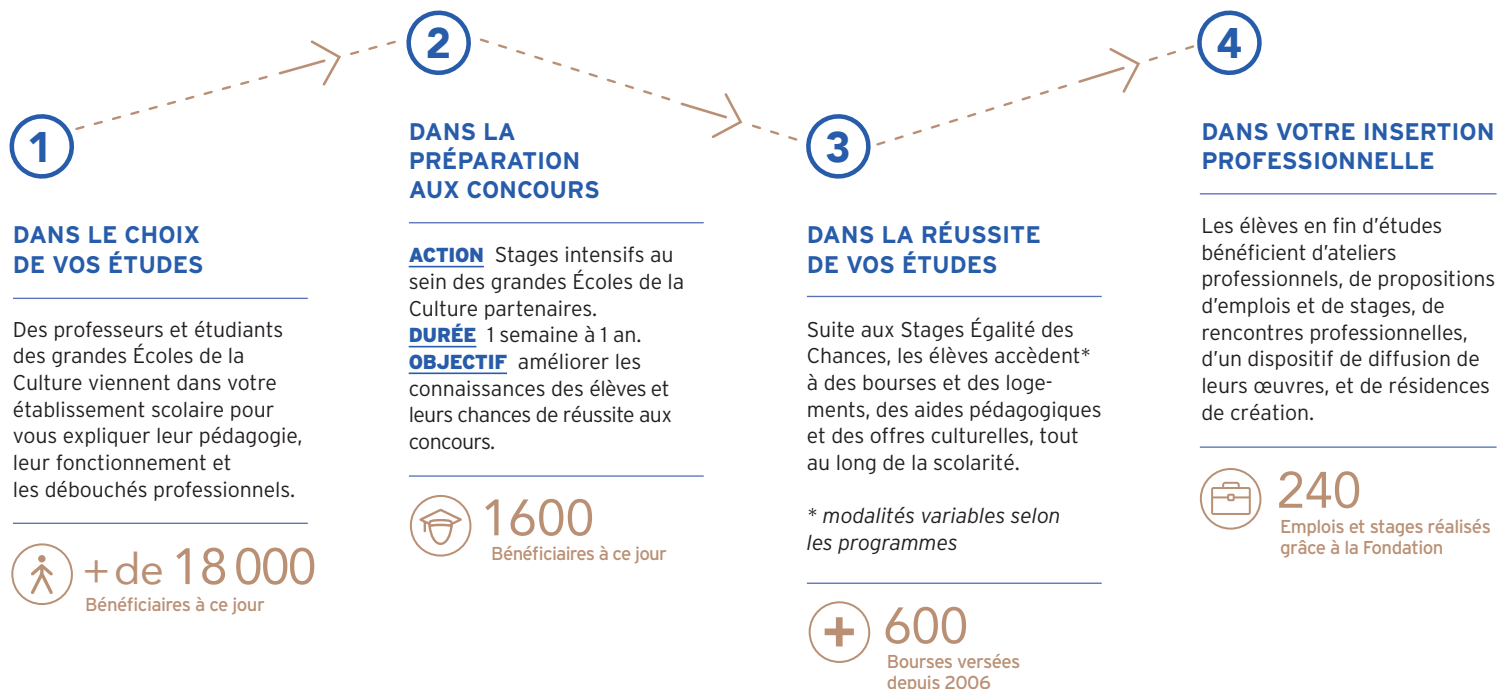 1
DANS LE CHOIX
DE VOS ÉTUDES
Des professeurs et étudiants
des grandes Écoles de la
Culture viennent dans votre
établissement scolaire pour
vous expliquer leur pédagogie,
leur fonctionnement et
les débouchés professionnels.
+ de 18 000
Bénéficiaires à ce jour
2
DANS LA
PRÉPARATION
AUX CONCOURS
ACTION Stages intensifs au
sein des grandes Écoles de la
Culture partenaires.
DURÉE 1 semaine à 1 an.
OBJECTIF améliorer les
connaissances des élèves et
leurs chances de réussite aux
concours.
1600
Bénéficiaires à ce jour
3
DANS LA RÉUSSITE
DE VOS ÉTUDES
Suite aux Stages Égalité des
Chances, les élèves accèdent*
à des bourses et des loge-
ments, des aides pédagogiques
et des offres culturelles, tout
au long de la scolarité.
* modalités variables selon
les programmes
600
Bourses versées
depuis 2006
4
DANS VOTRE INSERTION
PROFESSIONNELLE
Les élèves en fin d'études
bénéficient d'ateliers
professionnels, de propositions
d'emplois et de stages, de
rencontres professionnelles,
d'un dispositif de diffusion de
leurs œuvres, et de résidences
de création.
240
Emplois et stages réalisés
grâce à la Fondation